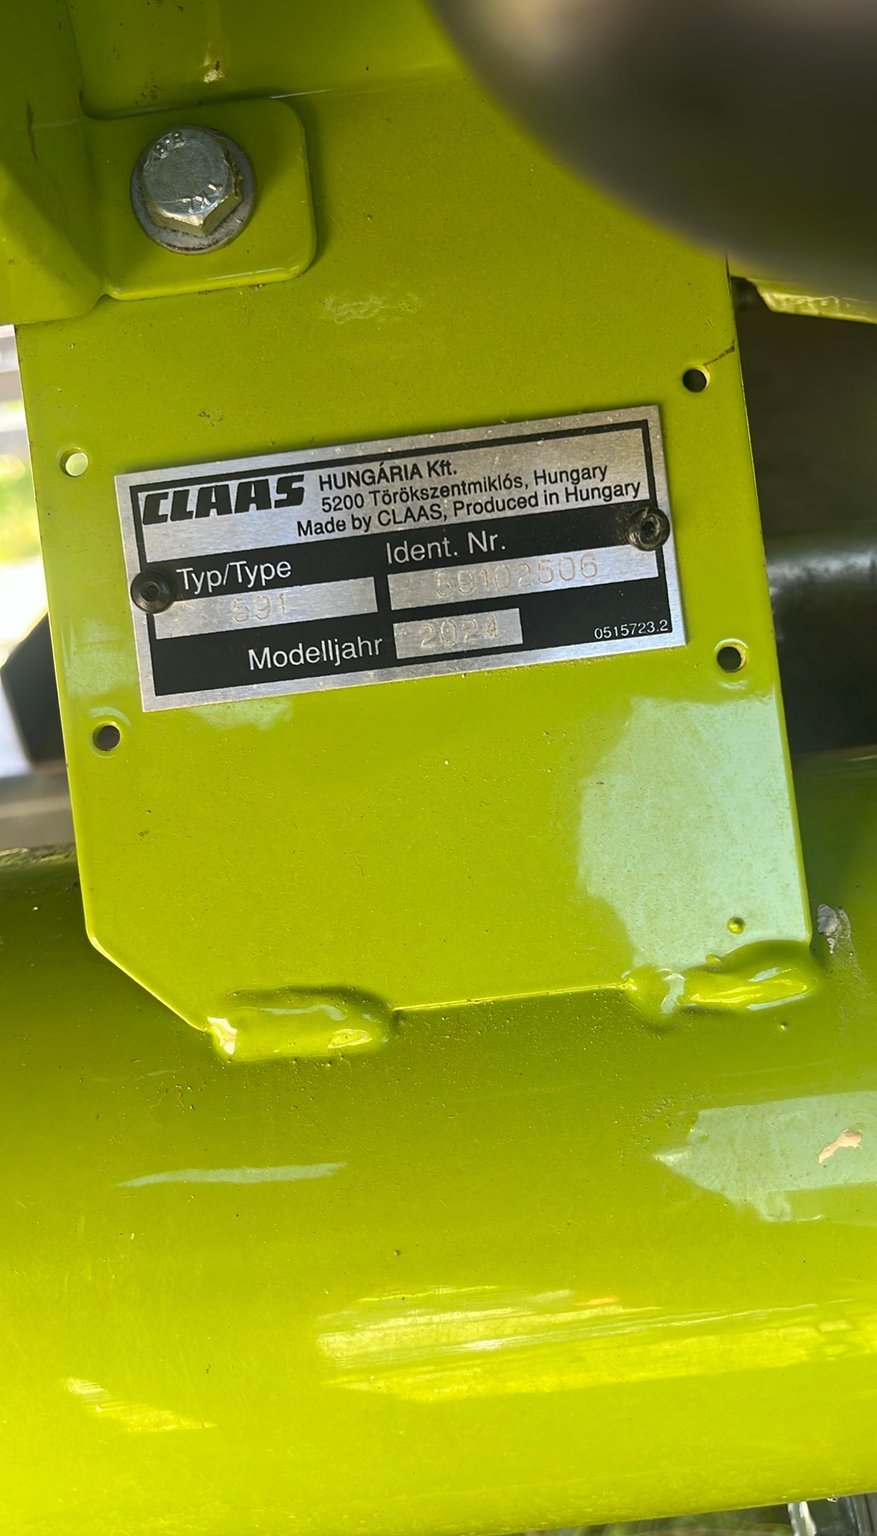 CLAAS HUNGÁRIA Kft.
5200 Törökszentmiklós, Hungary
Made by CLAAS, Produced in Hungary
Typ/Type Ident. Nr.
591 59102506
Modelljahr 2024
0515723.2